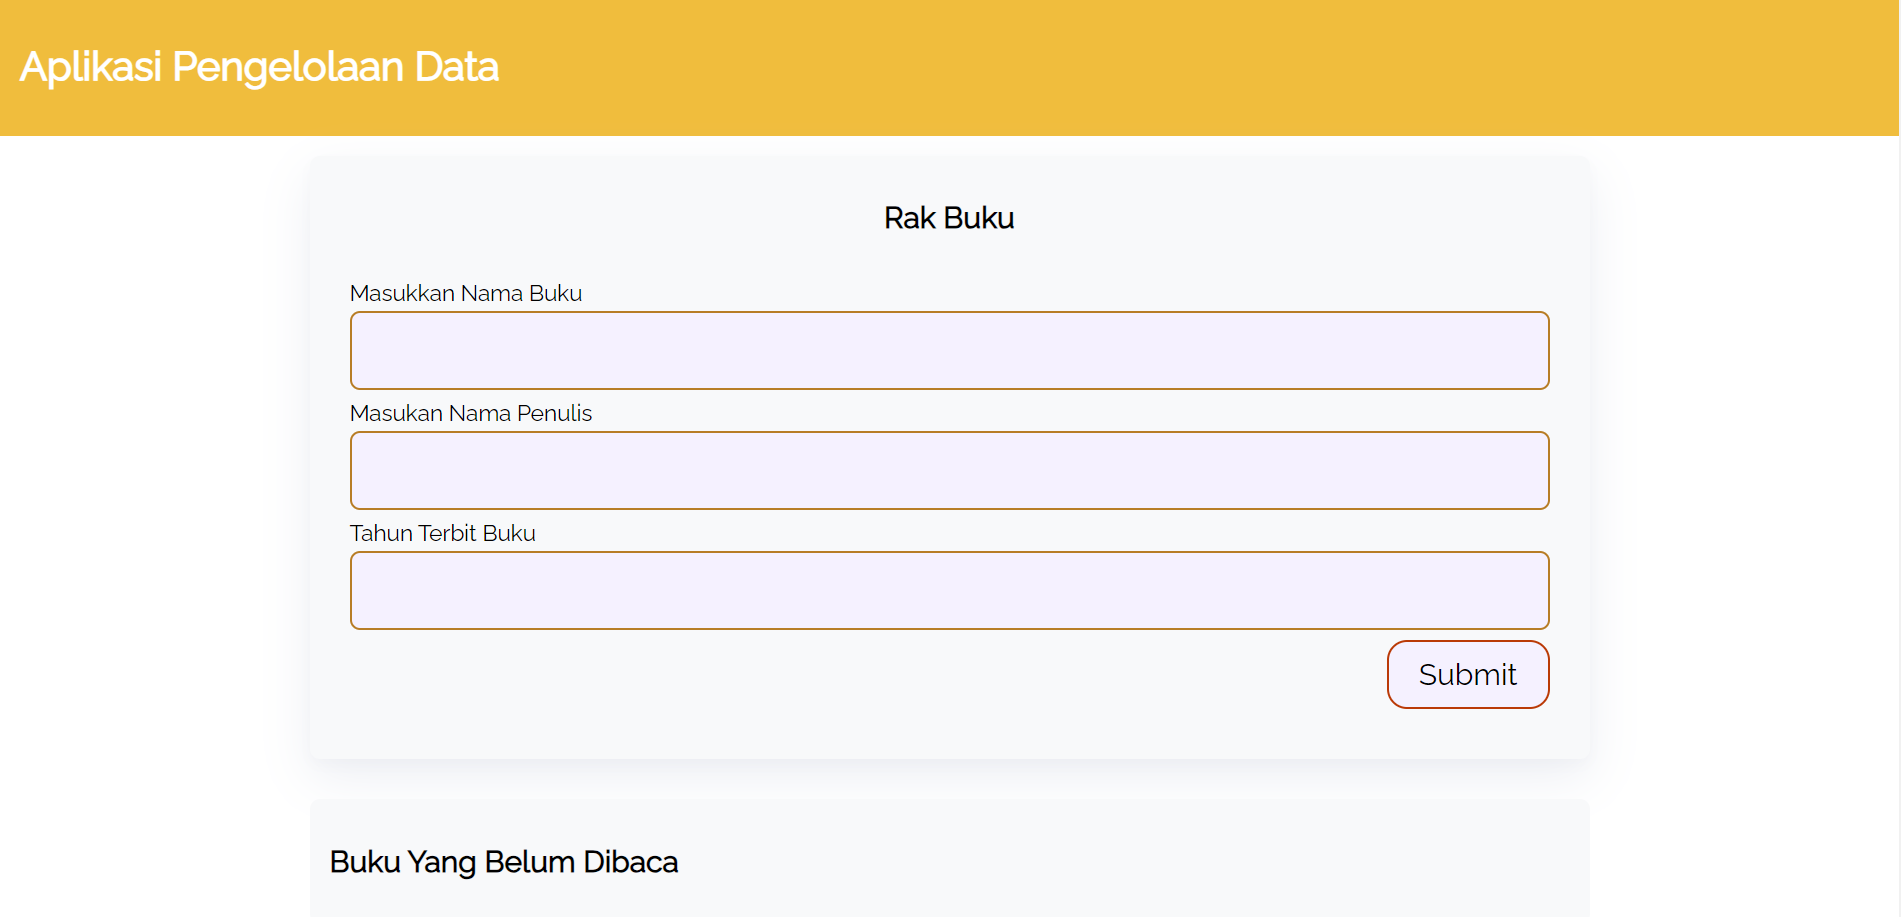 Aplikasi Pengelolaan Data
Rak Buku
Masukkan Nama Buku
Masukan Nama Penulis
Tahun Terbit Buku
Submit
Buku Yang Belum Dibaca